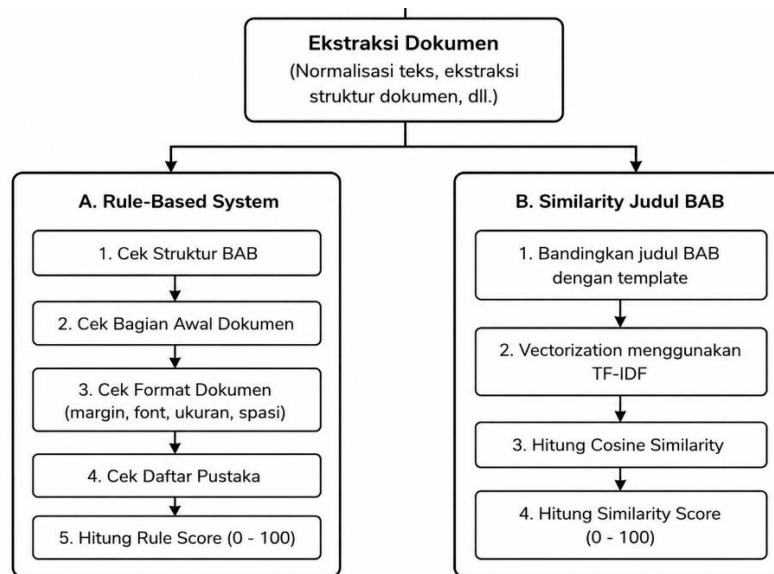 Ekstraksi Dokumen
(Normalisasi teks, ekstraksi
struktur dokumen, dll.)
A. Rule-Based System
1. Cek Struktur BAB
2. Cek Bagian Awal Dokumen
3. Cek Format Dokumen
(margin, font, ukuran, spasi)
4. Cek Daftar Pustaka
5. Hitung Rule Score (0 - 100)
B. Similarity Judul BAB
1. Bandingkan judul BAB
dengan template
2. Vectorization menggunakan
TF-IDF
3. Hitung Cosine Similarity
4. Hitung Similarity Score
(0 - 100)